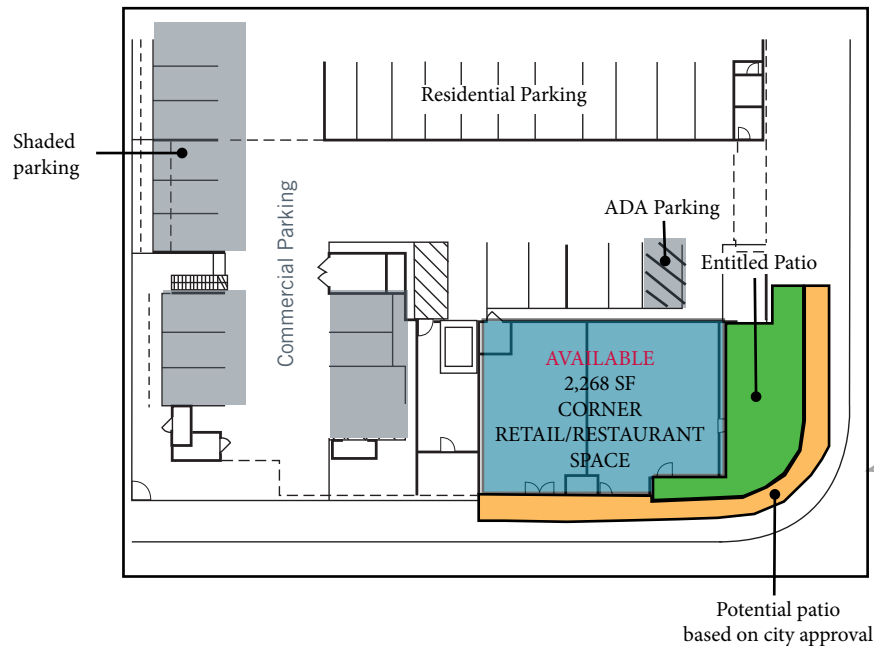 Residential Parking
Shaded
parking
Commercial Parking
ADA Parking
Entitled Patio
AVAILABLE
2,268 SF
CORNER
RETAIL/RESTAURANT
SPACE
Potential patio
based on city approval